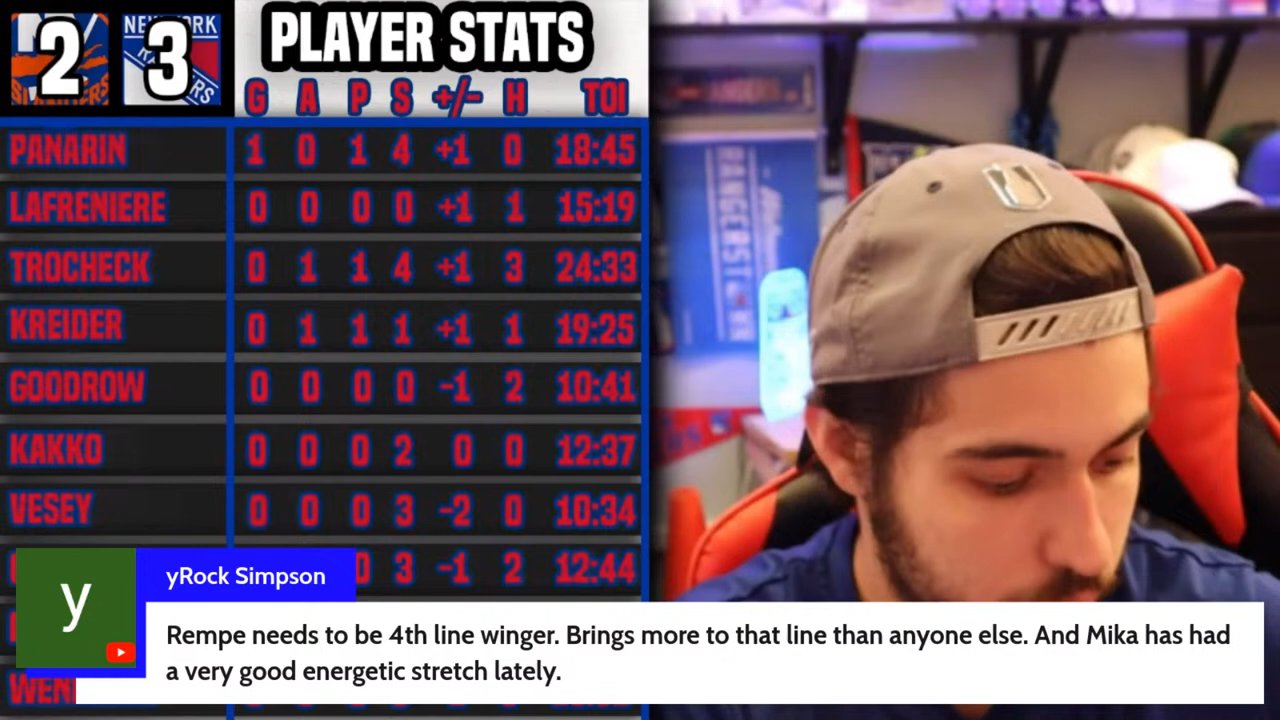 2 3 PLAYER STATS
NEW YORK
G A P S +/- H TOI
PANARIN 1 0 1 4 +1 0 18:45
LAFRENIERE 0 0 0 0 +1 1 15:19
TROCHECK 0 1 1 4 +1 3 24:33
KREIDER 0 1 1 1 +1 1 19:25
GOODROW 0 0 0 0 -1 2 10:41
KAKKO 0 0 0 2 0 0 12:37
VESEY 0 0 0 3 -2 0 10:34
0 3 -1 2 12:44
RANGERSTOWN
y
yRock Simpson
Rempe needs to be 4th line winger. Brings more to that line than anyone else. And Mika has had
a very good energetic stretch lately.